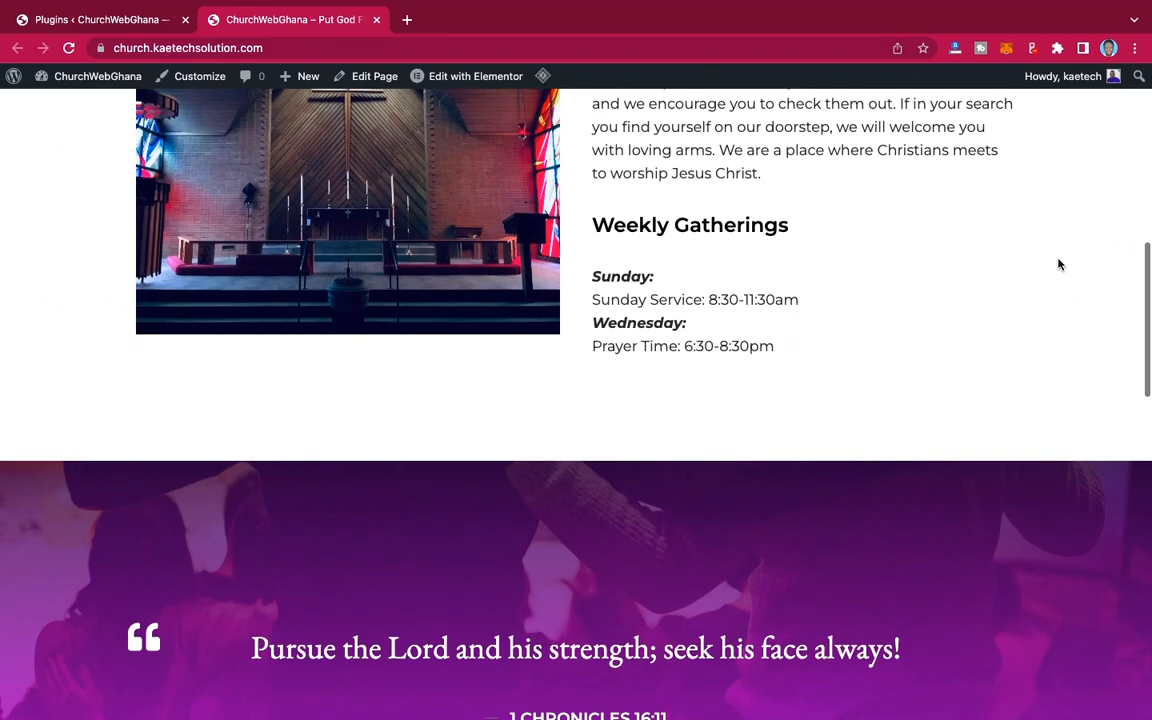 Plugins ‹ ChurchWebGhana —
ChurchWebGhana – Put God F
church.kaetechsolution.com
ChurchWebGhana
Customize
0
New
Edit Page
Edit with Elementor
Howdy, kaetech
and we encourage you to check them out. If in your search
you find yourself on our doorstep, we will welcome you
with loving arms. We are a place where Christians meets
to worship Jesus Christ.
Weekly Gatherings
Sunday:
Sunday Service: 8:30-11:30am
Wednesday:
Prayer Time: 6:30-8:30pm
Pursue the Lord and his strength; seek his face always!
— 1 CHRONICLES 16:11